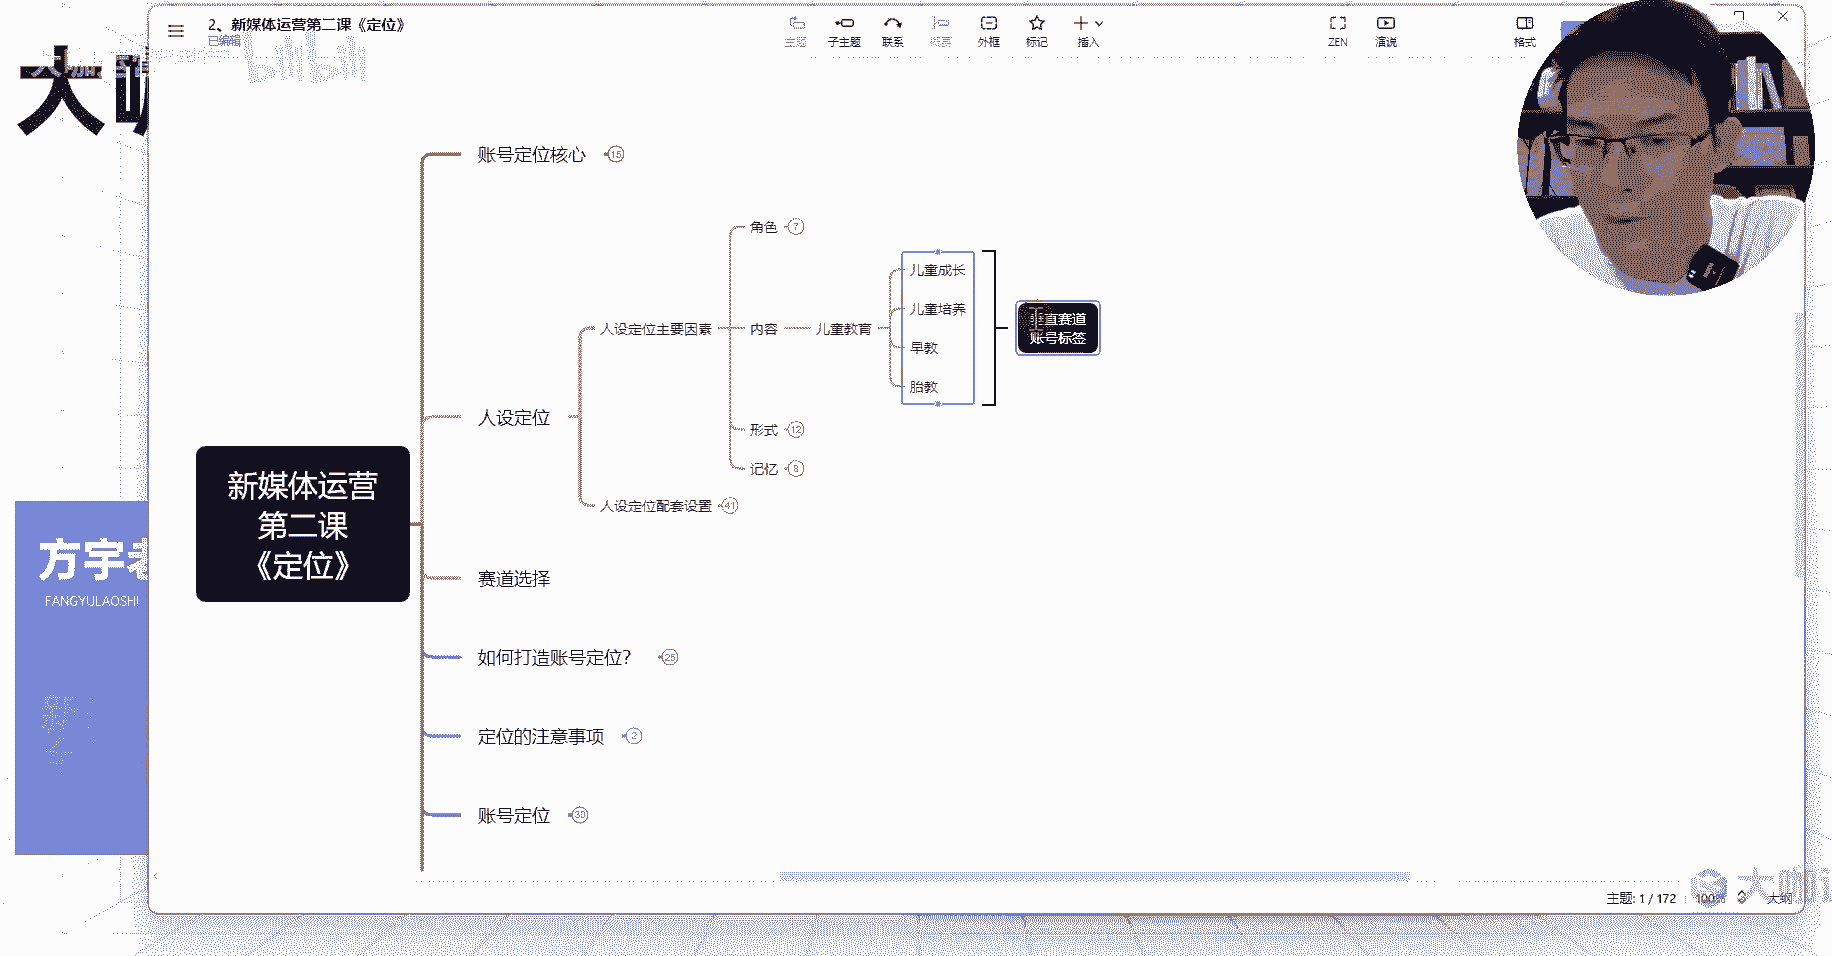 2、新媒体运营第二课《定位》
已编辑
主题
子主题
联系
概要
外框
标记
插入
ZEN
演说
格式
bilibili
大咖
账号定位核心
15
角色
7
儿童成长
儿童培养
早教
胎教
垂直赛道
账号标签
人设定位主要因素
内容
儿童教育
人设定位
形式
12
记忆
8
人设定位配套设置
41
新媒体运营
第二课
《定位》
赛道选择
如何打造账号定位?
25
定位的注意事项
2
账号定位
30
方宇老
FANGYULAOSHI
主题: 1 / 172
100%
大纲
大咖